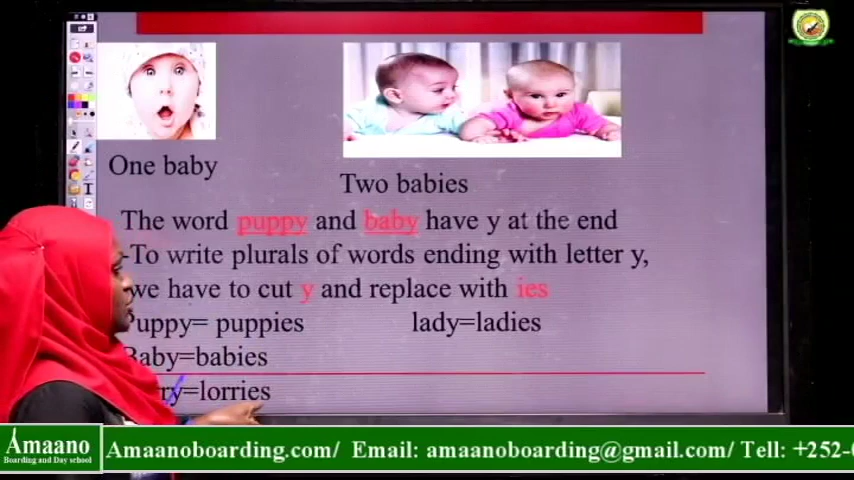 One baby
Two babies
The word puppy and baby have y at the end
-To write plurals of words ending with letter y,
we have to cut y and replace with ies
Puppy= puppies lady=ladies
Baby=babies
=lorries
Amaano
Boarding and Day school
Amaanoboarding.com/ Email: amaanoboarding@gmail.com/ Tell: +252-